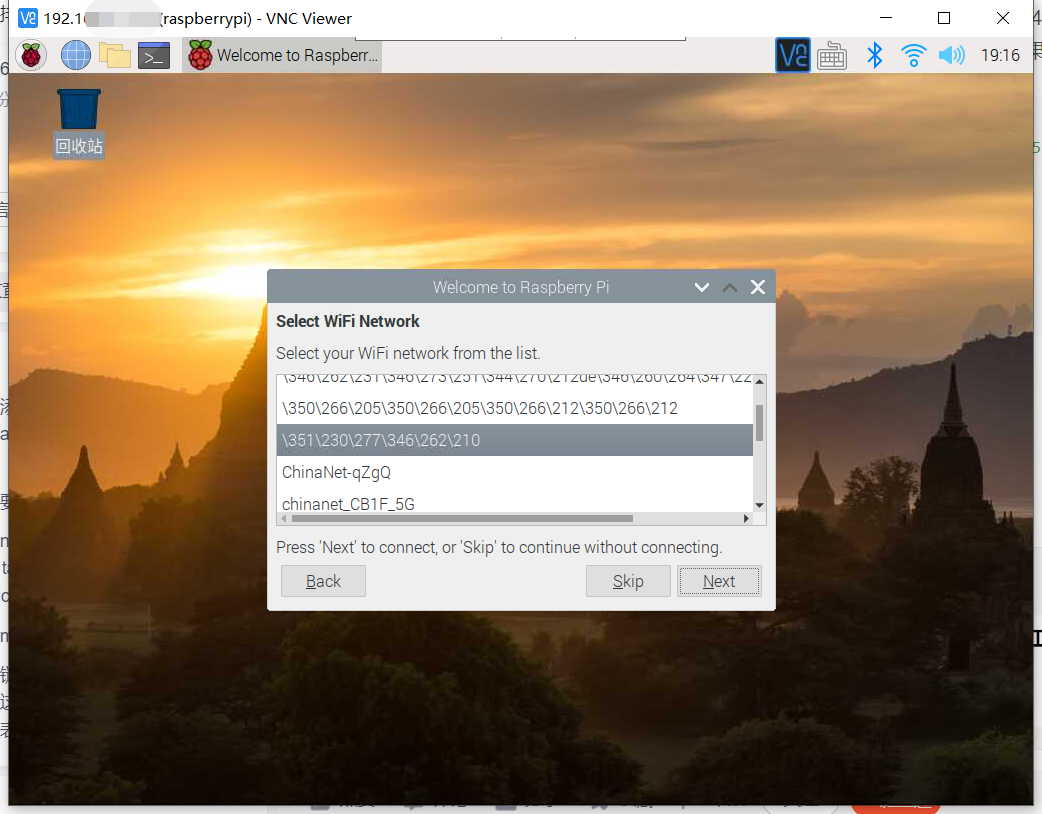 192.1 (raspberrypi) - VNC Viewer
Welcome to Raspberr...
19:16
回收站
Welcome to Raspberry Pi
Select WiFi Network
Select your WiFi network from the list.
\346\262\231\346\273\251\344\270\212de\346\260\264\347\22
\350\266\205\350\266\205\350\266\212\350\266\212
\351\230\277\346\262\210
ChinaNet-qZgQ
chinanet_CB1F_5G
Press 'Next' to connect, or 'Skip' to continue without connecting.
Back
Skip
Next